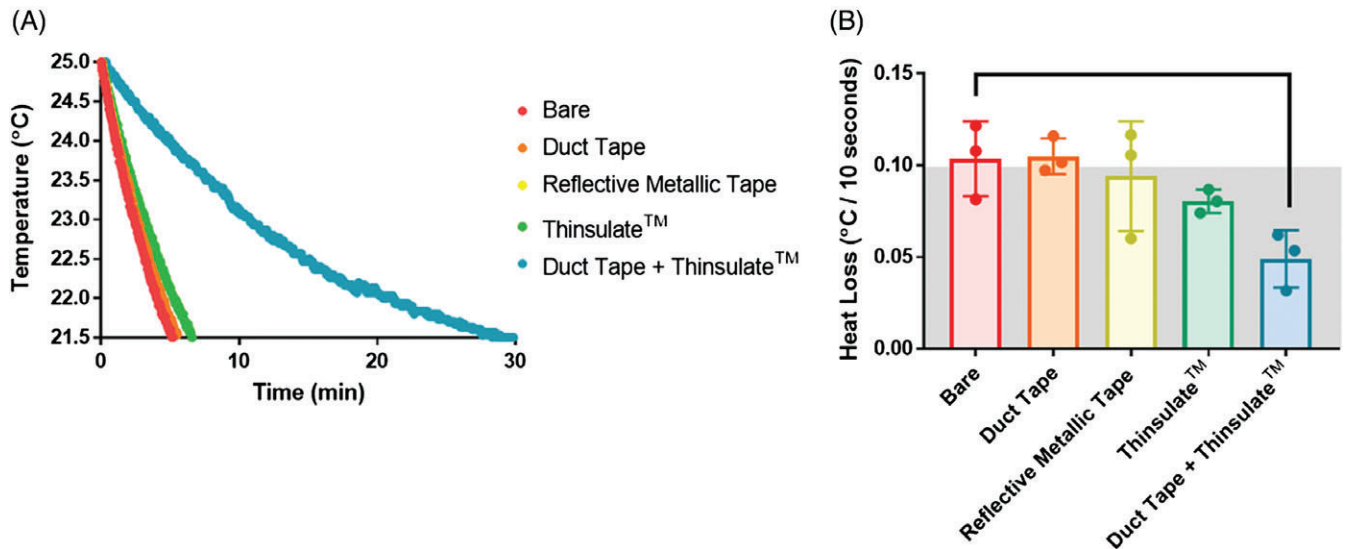 (A)
Temperature (°C)
25.0
24.5
24.0
23.5
23.0
22.5
22.0
21.5
0
10
20
30
Time (min)
Bare
Duct Tape
Reflective Metallic Tape
Thinsulate™
Duct Tape + Thinsulate™
(B)
Heat Loss (°C / 10 seconds)
0.15
0.10
0.05
0.00
Bare
Duct Tape
Reflective Metallic Tape
Thinsulate™
Duct Tape + Thinsulate™